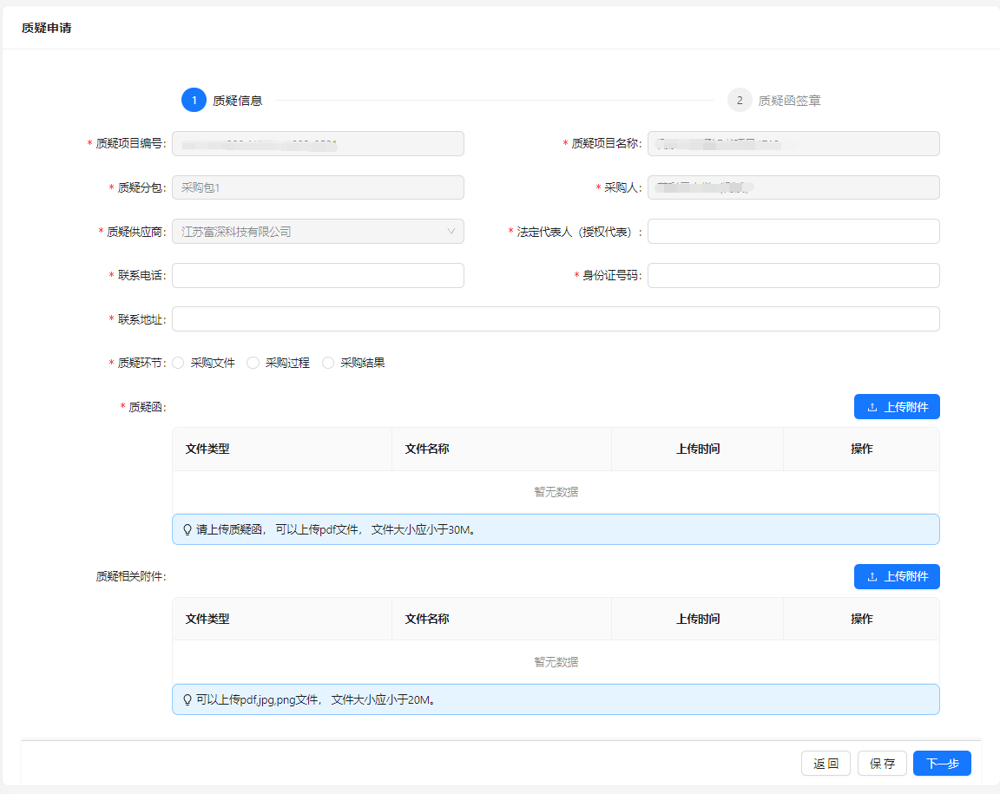 质疑申请
1 质疑信息 2 质疑函签章
* 质疑项目编号: * 质疑项目名称:
* 质疑分包: 采购包1 * 采购人:
* 质疑供应商: 江苏富深科技有限公司 * 法定代表人（授权代表）:
* 联系电话: * 身份证号码:
* 联系地址:
* 质疑环节: 采购文件 采购过程 采购结果
* 质疑函: 上传附件
文件类型 文件名称 上传时间 操作
暂无数据
请上传质疑函， 可以上传pdf文件， 文件大小应小于30M。
质疑相关附件: 上传附件
文件类型 文件名称 上传时间 操作
暂无数据
可以上传pdf,jpg,png文件， 文件大小应小于20M。
返 回 保 存 下一步